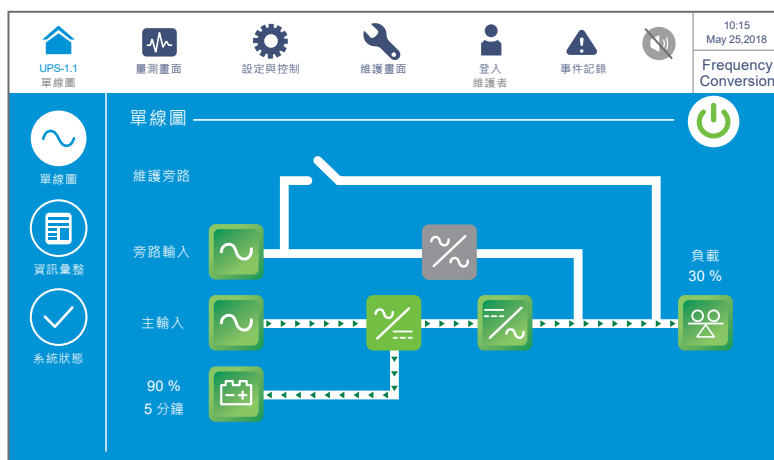 UPS-1.1
單線圖
量測畫面
設定與控制
維護畫面
登入
維護者
事件記錄
10:15
May 25,2018
Frequency
Conversion
單線圖
資訊彙整
系統狀態
單線圖
維護旁路
旁路輸入
主輸入
90 %
5 分鐘
負載
30 %